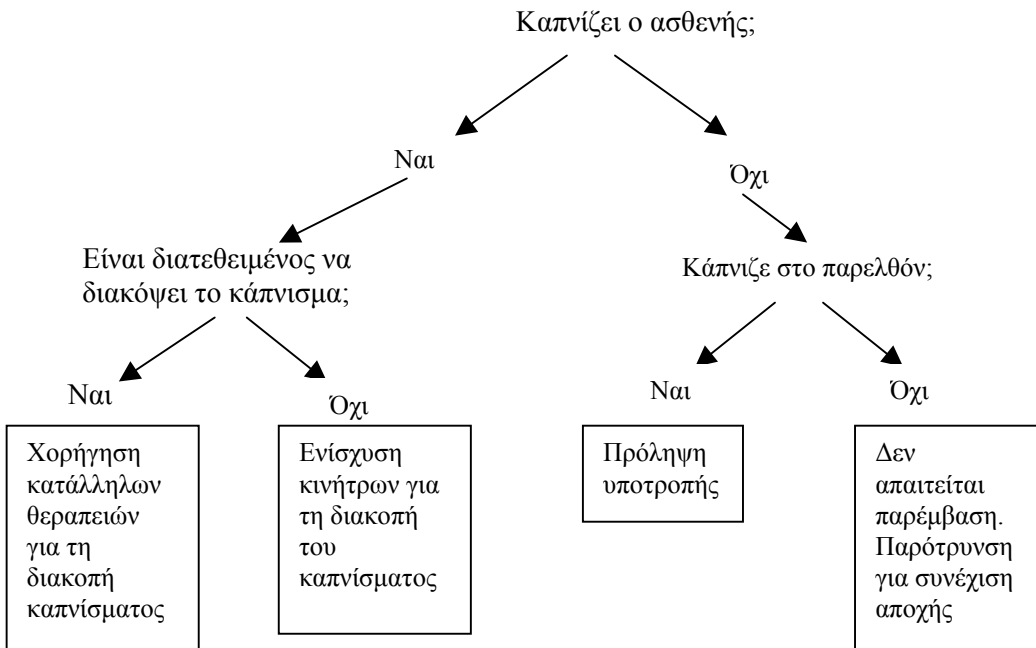 Καπνίζει ο ασθενής;
Ναι
Όχι
Είναι διατεθειμένος να
διακόψει το κάπνισμα;
Κάπνιζε στο παρελθόν;
Ναι
Όχι
Ναι
Όχι
Χορήγηση
κατάλληλων
θεραπειών
για τη
διακοπή
καπνίσματος
Ενίσχυση
κινήτρων για
τη διακοπή
του
καπνίσματος
Πρόληψη
υποτροπής
Δεν
απαιτείται
παρέμβαση.
Παρότρυνση
για συνέχιση
αποχής